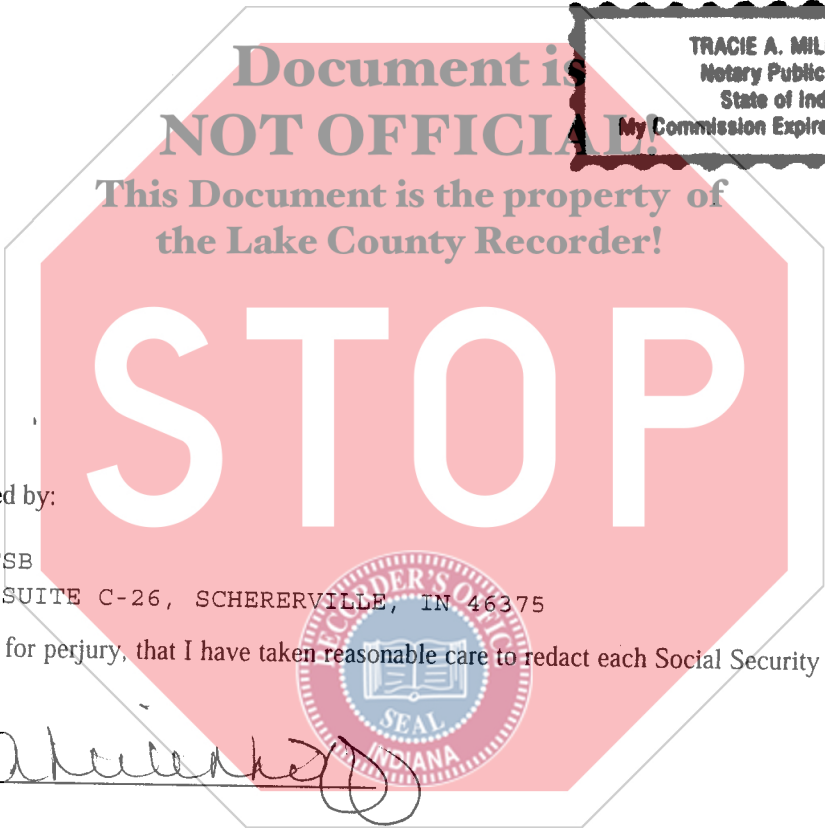 Document is
NOT OFFICIAL!
This Document is the property of
the Lake County Recorder!
TRACIE A. MIL
Notary Public
State of Ind
My Commission Expire
STOP
ed by:
FSB
SUITE C-26, SCHERERVILLE, IN 46375
for perjury, that I have taken reasonable care to redact each Social Security
RECORDER'S OFFICE
SEAL
INDIANA